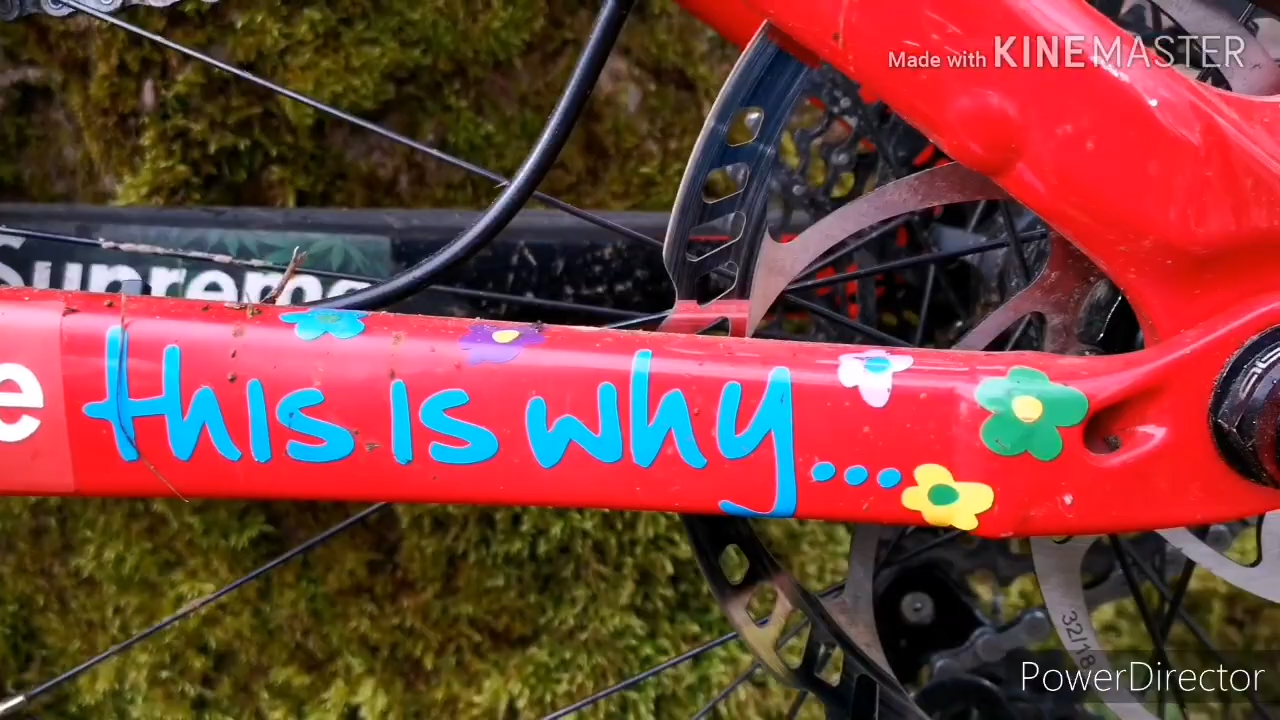 Made with KINEMASTER
Supreme
e
this is why...
32/18
PowerDirector